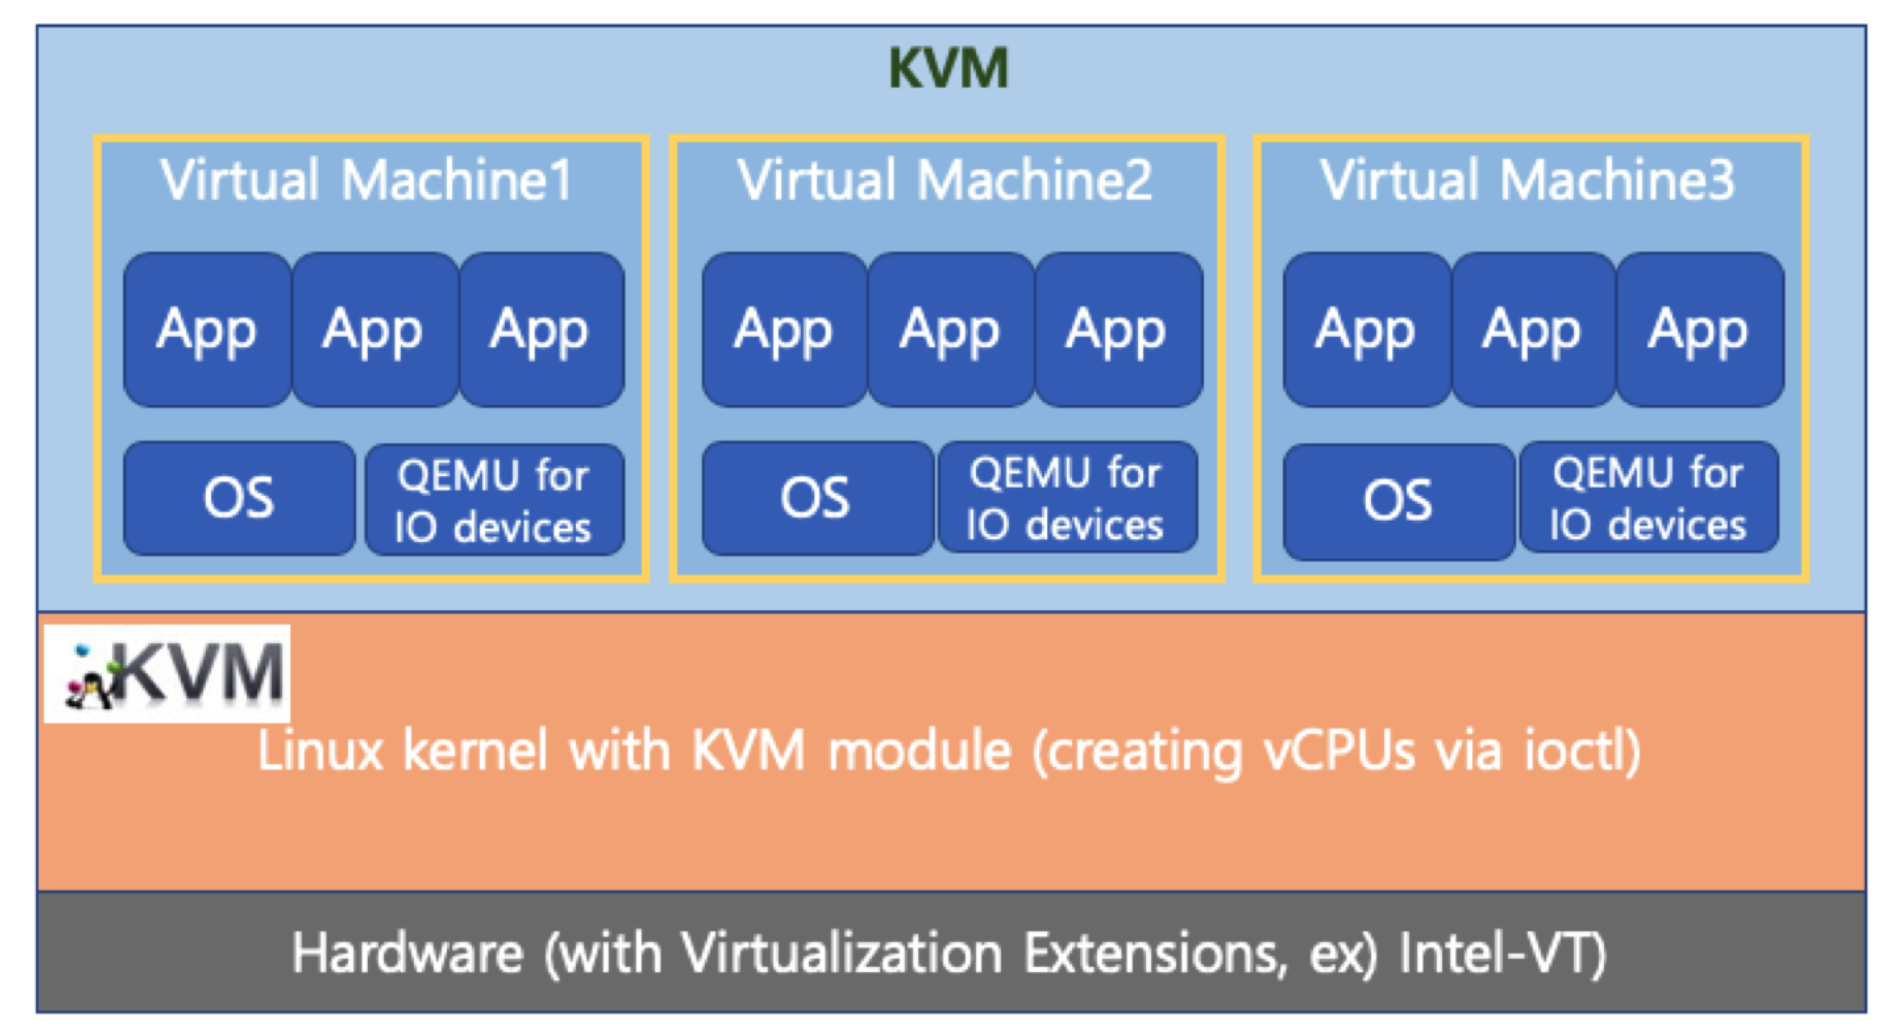 KVM
Virtual Machine1
Virtual Machine2
Virtual Machine3
App
App
App
App
App
App
App
App
App
OS
QEMU for
IO devices
OS
QEMU for
IO devices
OS
QEMU for
IO devices
KVM
Linux kernel with KVM module (creating vCPUs via ioctl)
Hardware (with Virtualization Extensions, ex) Intel-VT)